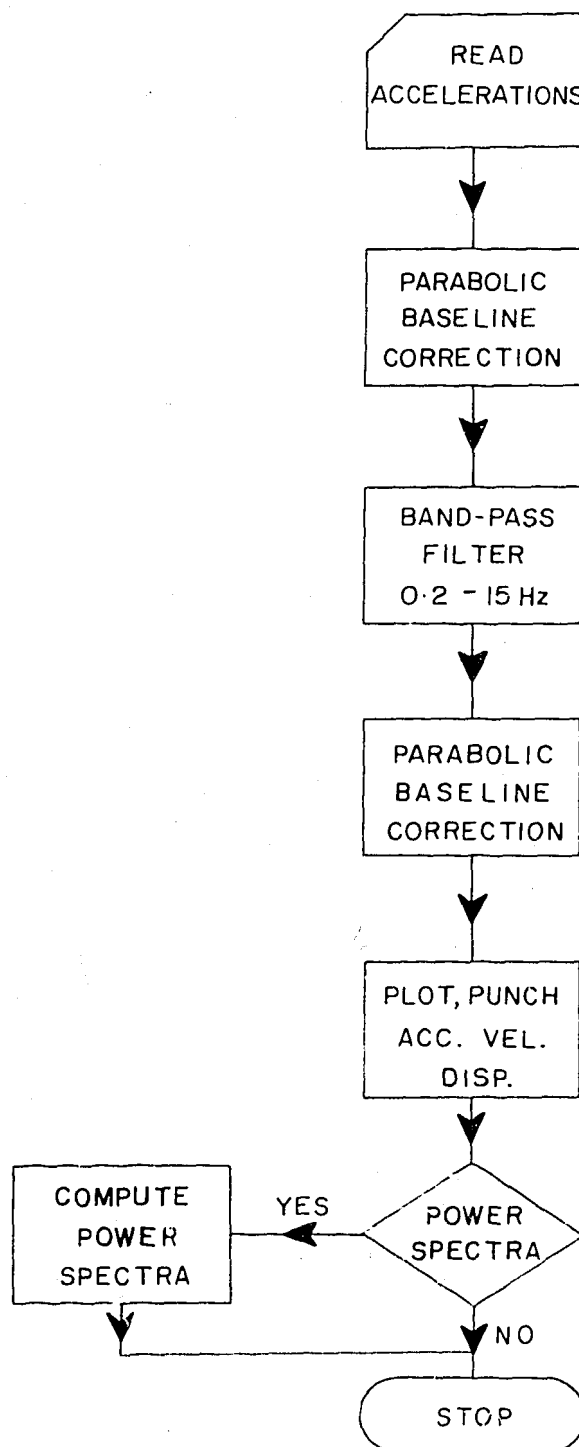 READ
ACCELERATIONS
PARABOLIC
BASELINE
CORRECTION
BAND-PASS
FILTER
0·2 - 15 Hz
PARABOLIC
BASELINE
CORRECTION
PLOT, PUNCH
ACC. VEL.
DISP.
POWER
SPECTRA
YES
COMPUTE
POWER
SPECTRA
NO
STOP